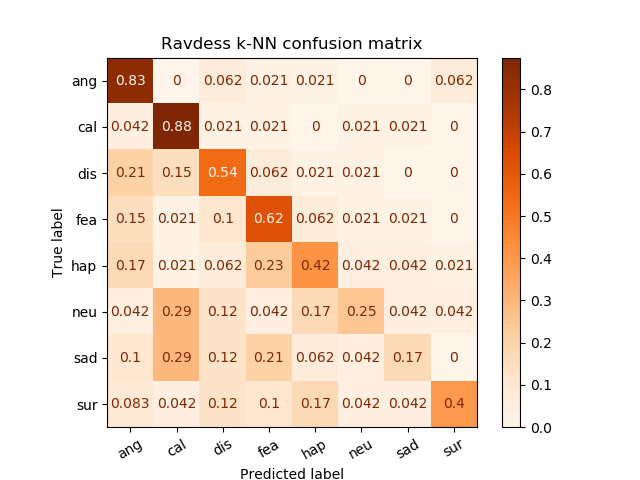 Ravdess k-NN confusion matrix
ang 0.83 0 0.062 0.021 0.021 0 0 0.062
cal 0.042 0.88 0.021 0.021 0 0.021 0.021 0
dis 0.21 0.15 0.54 0.062 0.021 0.021 0 0
fea 0.15 0.021 0.1 0.62 0.062 0.021 0.021 0
hap 0.17 0.021 0.062 0.23 0.42 0.042 0.042 0.021
neu 0.042 0.29 0.12 0.042 0.17 0.25 0.042 0.042
sad 0.1 0.29 0.12 0.21 0.062 0.042 0.17 0
sur 0.083 0.042 0.12 0.1 0.17 0.042 0.042 0.4
ang cal dis fea hap neu sad sur
True label
Predicted label
0.8
0.7
0.6
0.5
0.4
0.3
0.2
0.1
0.0